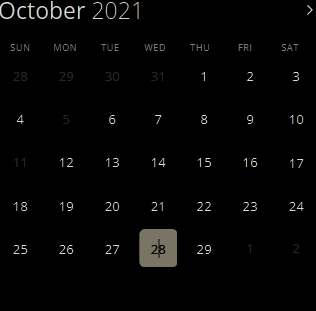 October 2021
SUN MON TUE WED THU FRI SAT
28 29 30 31 1 2 3
4 5 6 7 8 9 10
11 12 13 14 15 16 17
18 19 20 21 22 23 24
25 26 27 28 29 1 2